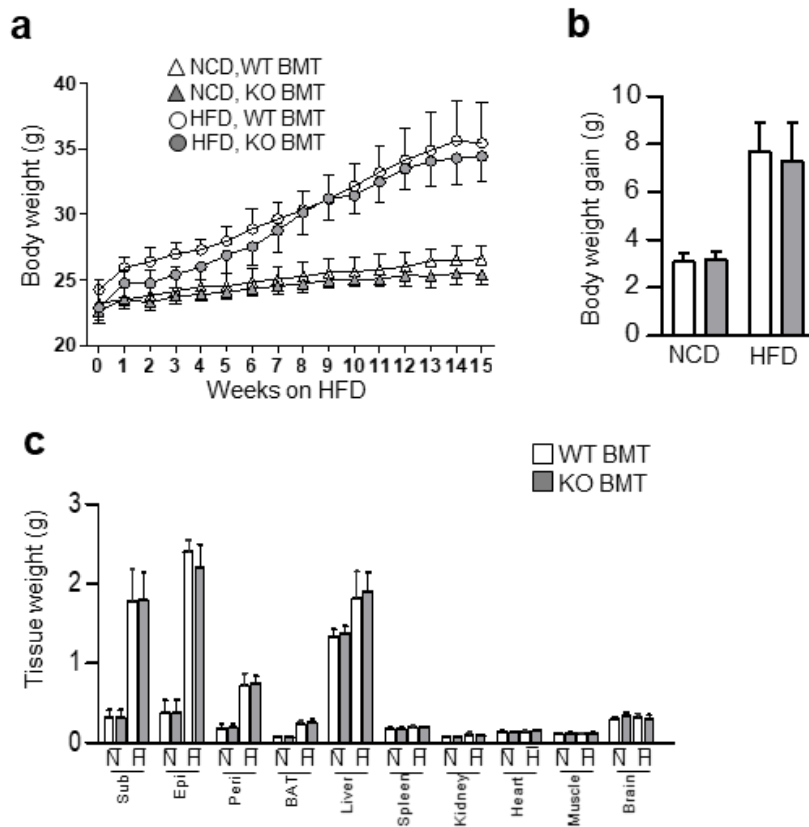 a
NCD, WT BMT
NCD, KO BMT
HFD, WT BMT
HFD, KO BMT
Body weight (g)
40
35
30
25
20
0 1 2 3 4 5 6 7 8 9 10 11 12 13 14 15
Weeks on HFD
b
Body weight gain (g)
10
8
6
4
2
0
NCD HFD
c
WT BMT
KO BMT
Tissue weight (g)
3
2
1
0
N H N H N H N H N H N H N H N H N H N H
Sub Epi Peri BAT Liver Spleen Kidney Heart Muscle Brain